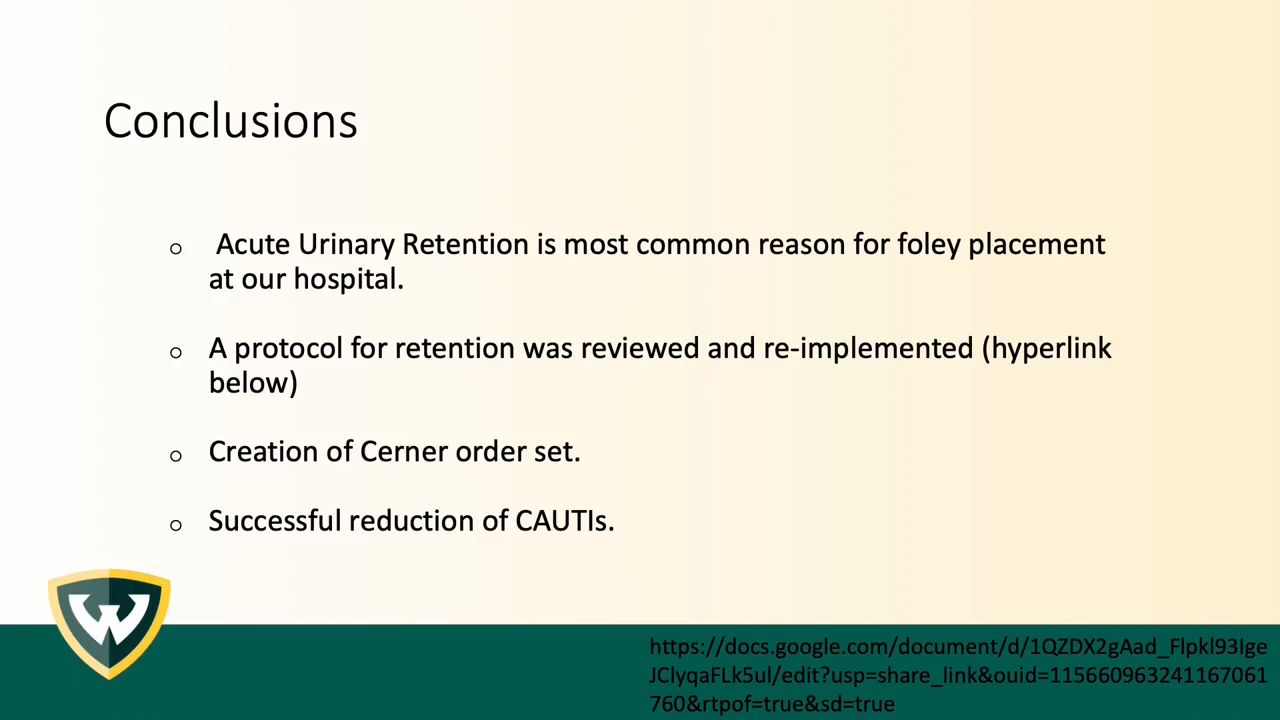 Conclusions
o Acute Urinary Retention is most common reason for foley placement
at our hospital.
o A protocol for retention was reviewed and re-implemented (hyperlink
below)
o Creation of Cerner order set.
o Successful reduction of CAUTIs.
W
https://docs.google.com/document/d/1QZDX2gAad_Flpkl93Ige
JClyqaFLk5ul/edit?usp=share_link&ouid=115660963241167061
760&rtpof=true&sd=true